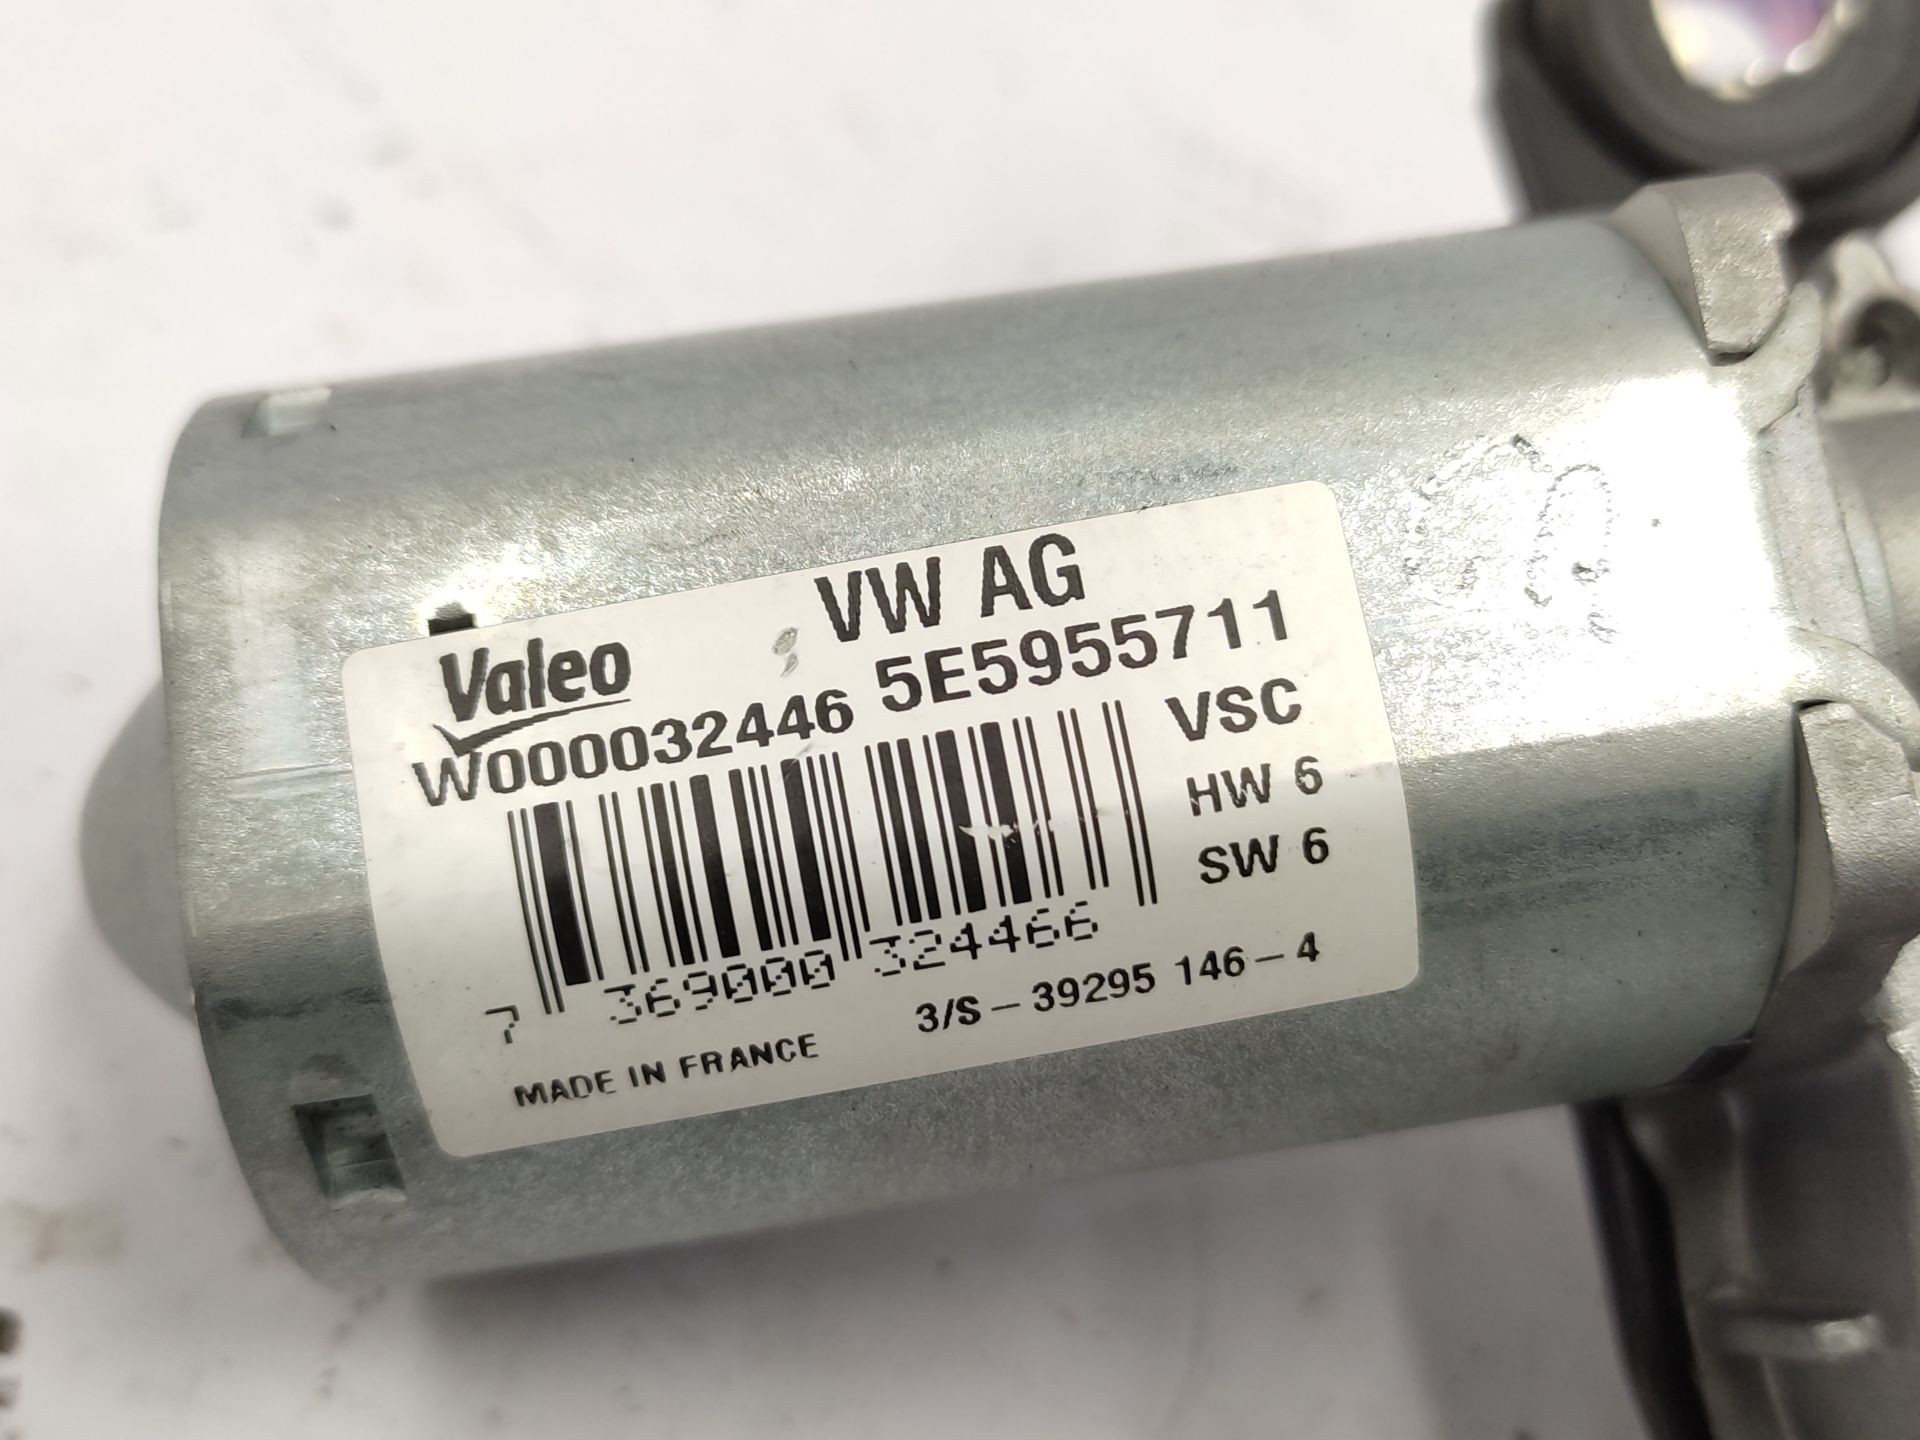 Valeo
VW AG
W000032446 5E5955711
VSC
HW 6
SW 6
7 369000 324466
MADE IN FRANCE 3/S-39295 146-4